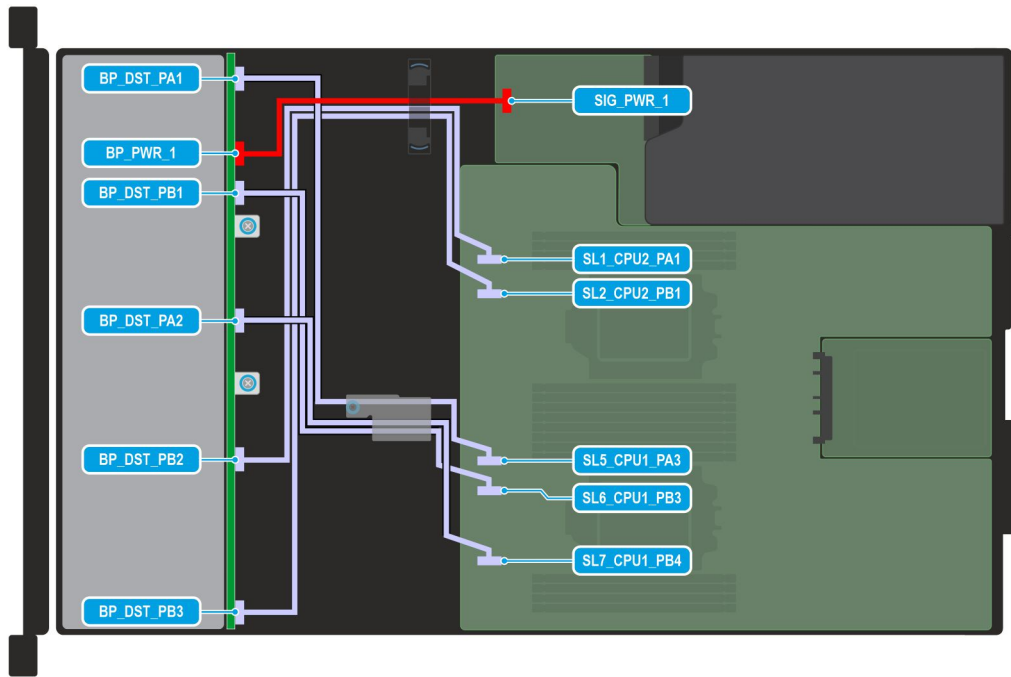 BP_DST_PA1
SIG_PWR_1
BP_PWR_1
BP_DST_PB1
SL1_CPU2_PA1
SL2_CPU2_PB1
BP_DST_PA2
BP_DST_PB2
SL5_CPU1_PA3
SL6_CPU1_PB3
SL7_CPU1_PB4
BP_DST_PB3